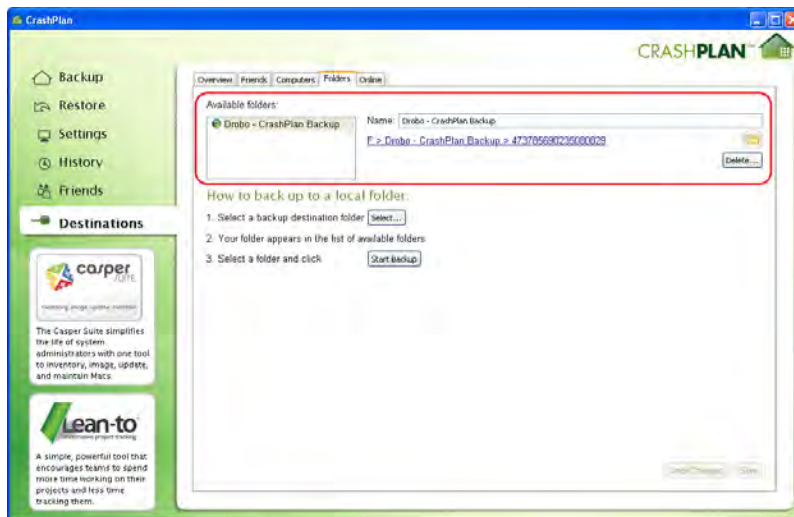 CrashPlan
CRASHPLAN
Backup
Restore
Settings
History
Friends
Destinations
Overview Friends Computers Folders Online
Available folders:
Drobo - CrashPlan Backup
Name: Drobo - CrashPlan Backup
F > Drobo - CrashPlan Backup > 473785690235080029
Delete...
How to back up to a local folder:
1. Select a backup destination folder Select...
2. Your folder appears in the list of available folders
3. Select a folder and click Start Backup
casper
SUITE
The Casper Suite simplifies
the life of system
administrators with one tool
to inventory, image, update,
and maintain Macs.
Lean-to
A simple, powerful tool that
encourages teams to spend
more time working on their
projects and less time
tracking them.
Undo Changes Save